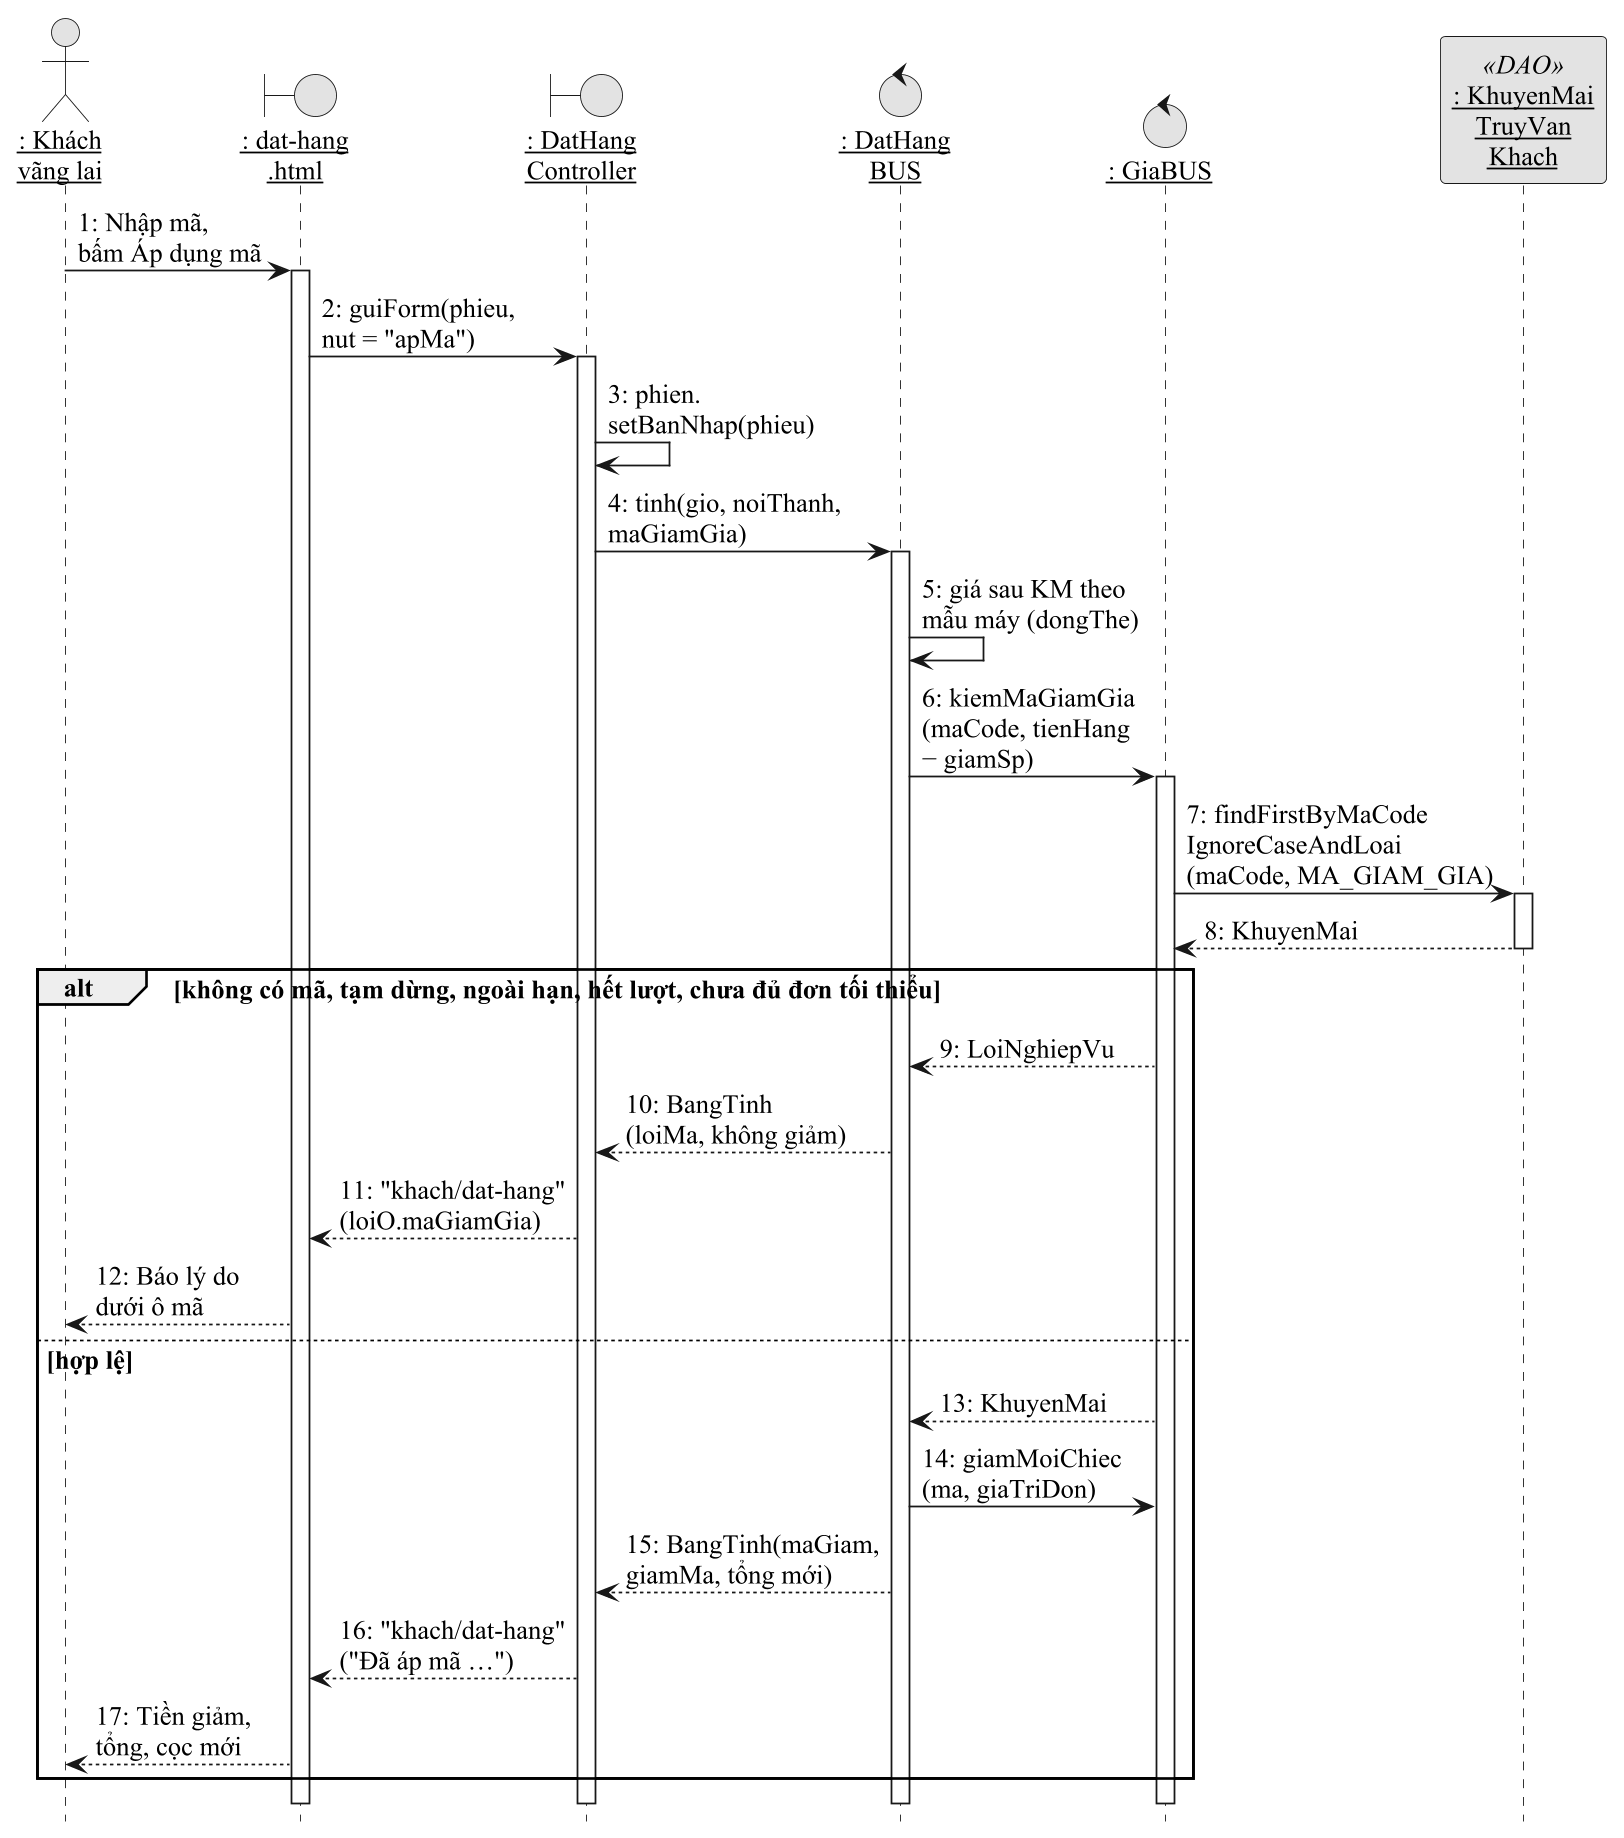 : Khách
vãng lai
: dat-hang
.html
: DatHang
Controller
: DatHang
BUS
: GiaBUS
«DAO»
: KhuyenMai
TruyVan
Khach
1: Nhập mã,
bấm Áp dụng mã
2: guiForm(phieu,
nut = "apMa")
3: phien.
setBanNhap(phieu)
4: tinh(gio, noiThanh,
maGiamGia)
5: giá sau KM theo
mẫu máy (dongThe)
6: kiemMaGiamGia
(maCode, tienHang
− giamSp)
7: findFirstByMaCode
IgnoreCaseAndLoai
(maCode, MA_GIAM_GIA)
8: KhuyenMai
alt [không có mã, tạm dừng, ngoài hạn, hết lượt, chưa đủ đơn tối thiểu]
9: LoiNghiepVu
10: BangTinh
(loiMa, không giảm)
11: "khach/dat-hang"
(loiO.maGiamGia)
12: Báo lý do
dưới ô mã
[hợp lệ]
13: KhuyenMai
14: giamMoiChiec
(ma, giaTriDon)
15: BangTinh(maGiam,
giamMa, tổng mới)
16: "khach/dat-hang"
("Đã áp mã …")
17: Tiền giảm,
tổng, cọc mới